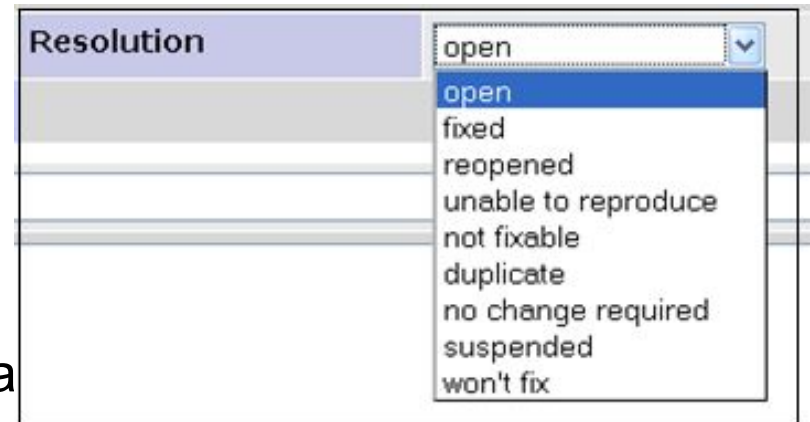 Resolution open
open
fixed
reopened
unable to reproduce
not fixable
duplicate
no change required
suspended
a
won't fix